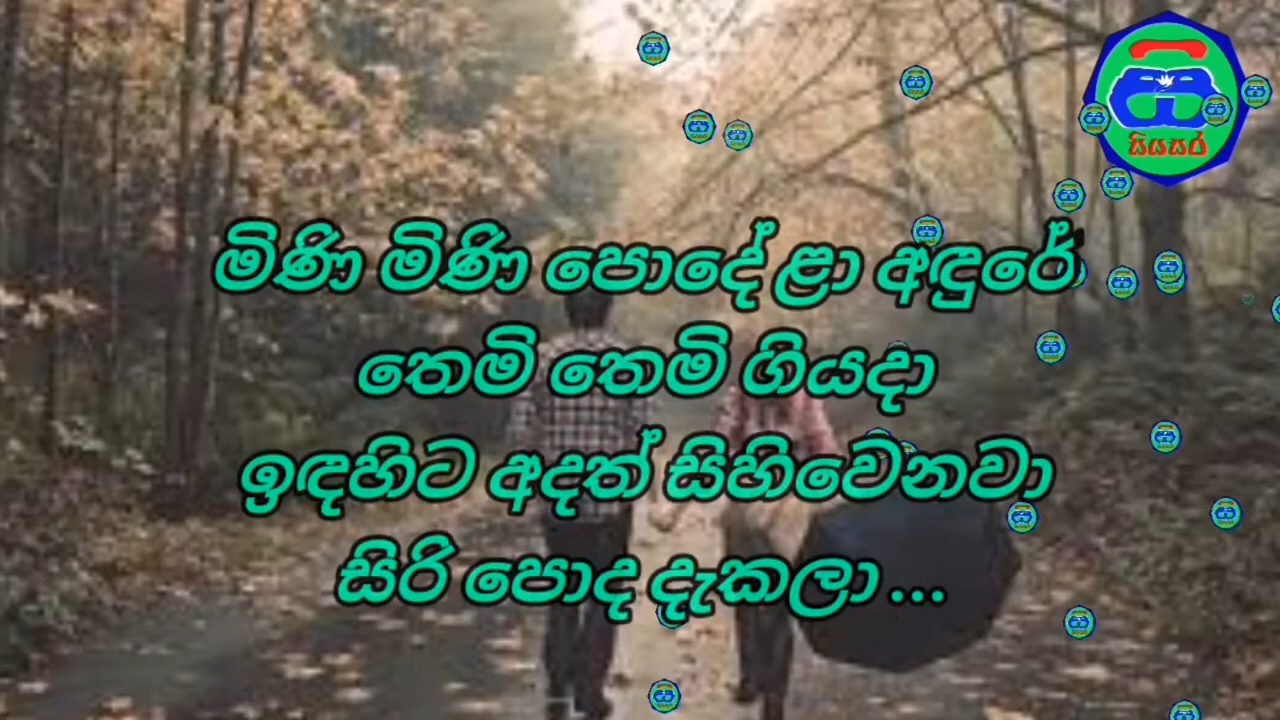 සියසර
මිණි මිණි පොදේ ළා අඳුරේ
තෙමි තෙමි ගියදා
ඉඳහිට අදත් සිහිවෙනවා
සිරි පොද දැකලා ...